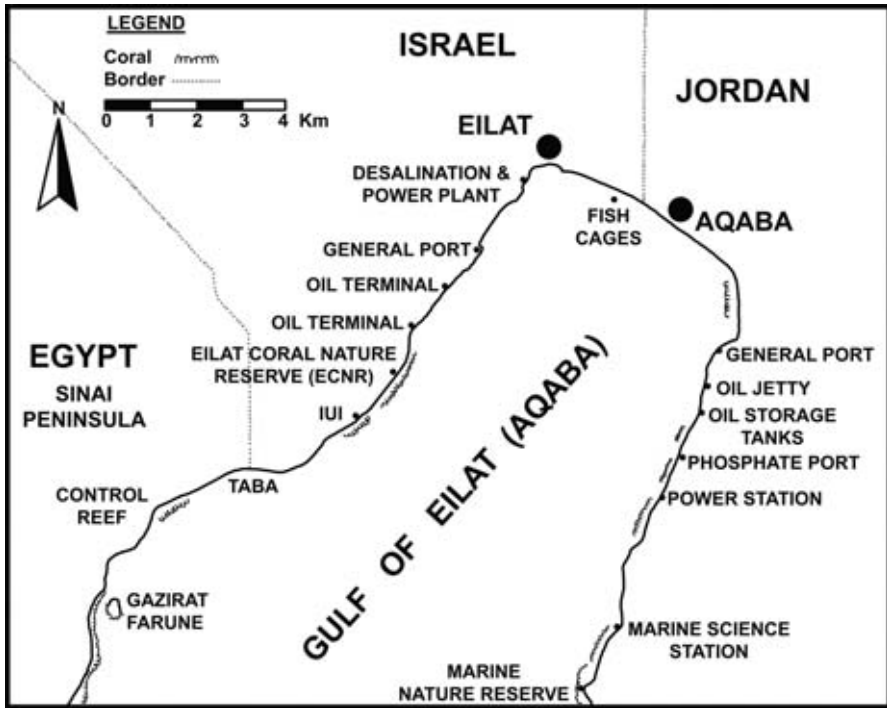 LEGEND
Coral
Border
N
0 1 2 3 4 Km
ISRAEL
JORDAN
EILAT
DESALINATION &
POWER PLANT
FISH
CAGES
AQABA
GENERAL PORT
OIL TERMINAL
OIL TERMINAL
EILAT CORAL NATURE
RESERVE (ECNR)
IUI
EGYPT
SINAI
PENINSULA
TABA
CONTROL
REEF
GAZIRAT
FARUNE
GULF OF EILAT (AQABA)
GENERAL PORT
OIL JETTY
OIL STORAGE
TANKS
PHOSPHATE PORT
POWER STATION
MARINE SCIENCE
STATION
MARINE
NATURE RESERVE